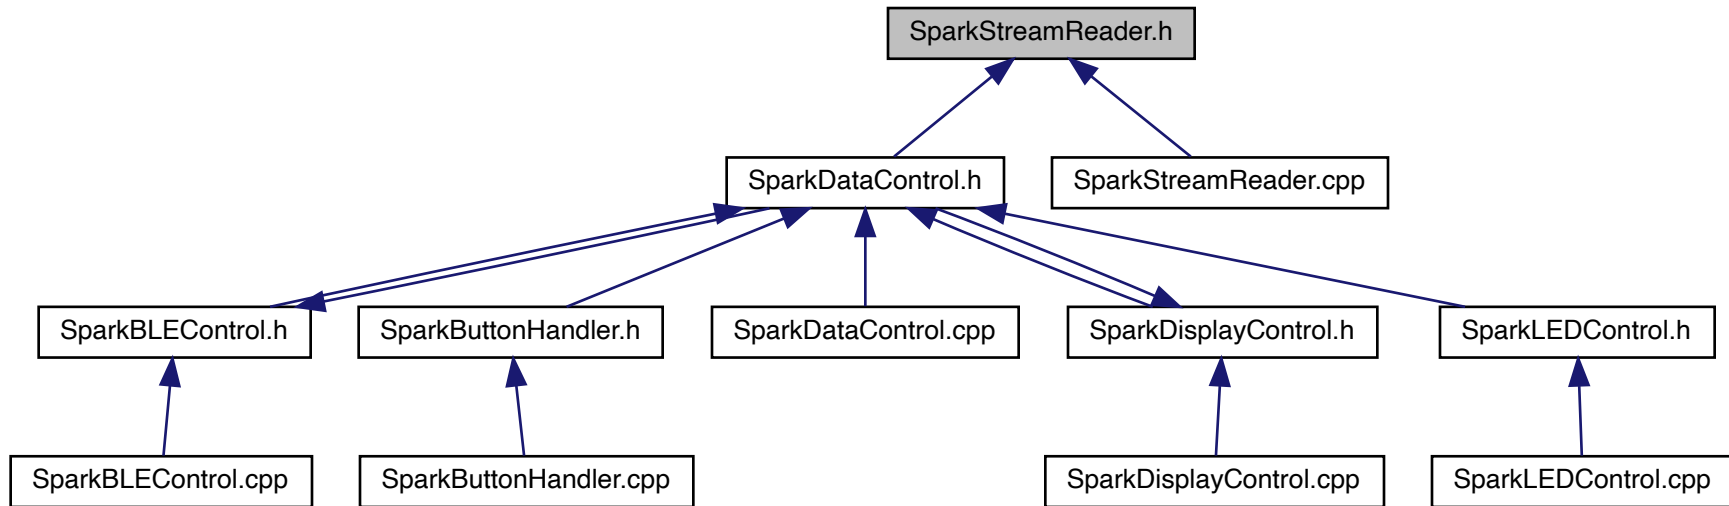 SparkStreamReader.h
SparkDataControl.h
SparkStreamReader.cpp
SparkBLEControl.h
SparkButtonHandler.h
SparkDataControl.cpp
SparkDisplayControl.h
SparkLEDControl.h
SparkBLEControl.cpp
SparkButtonHandler.cpp
SparkDisplayControl.cpp
SparkLEDControl.cpp